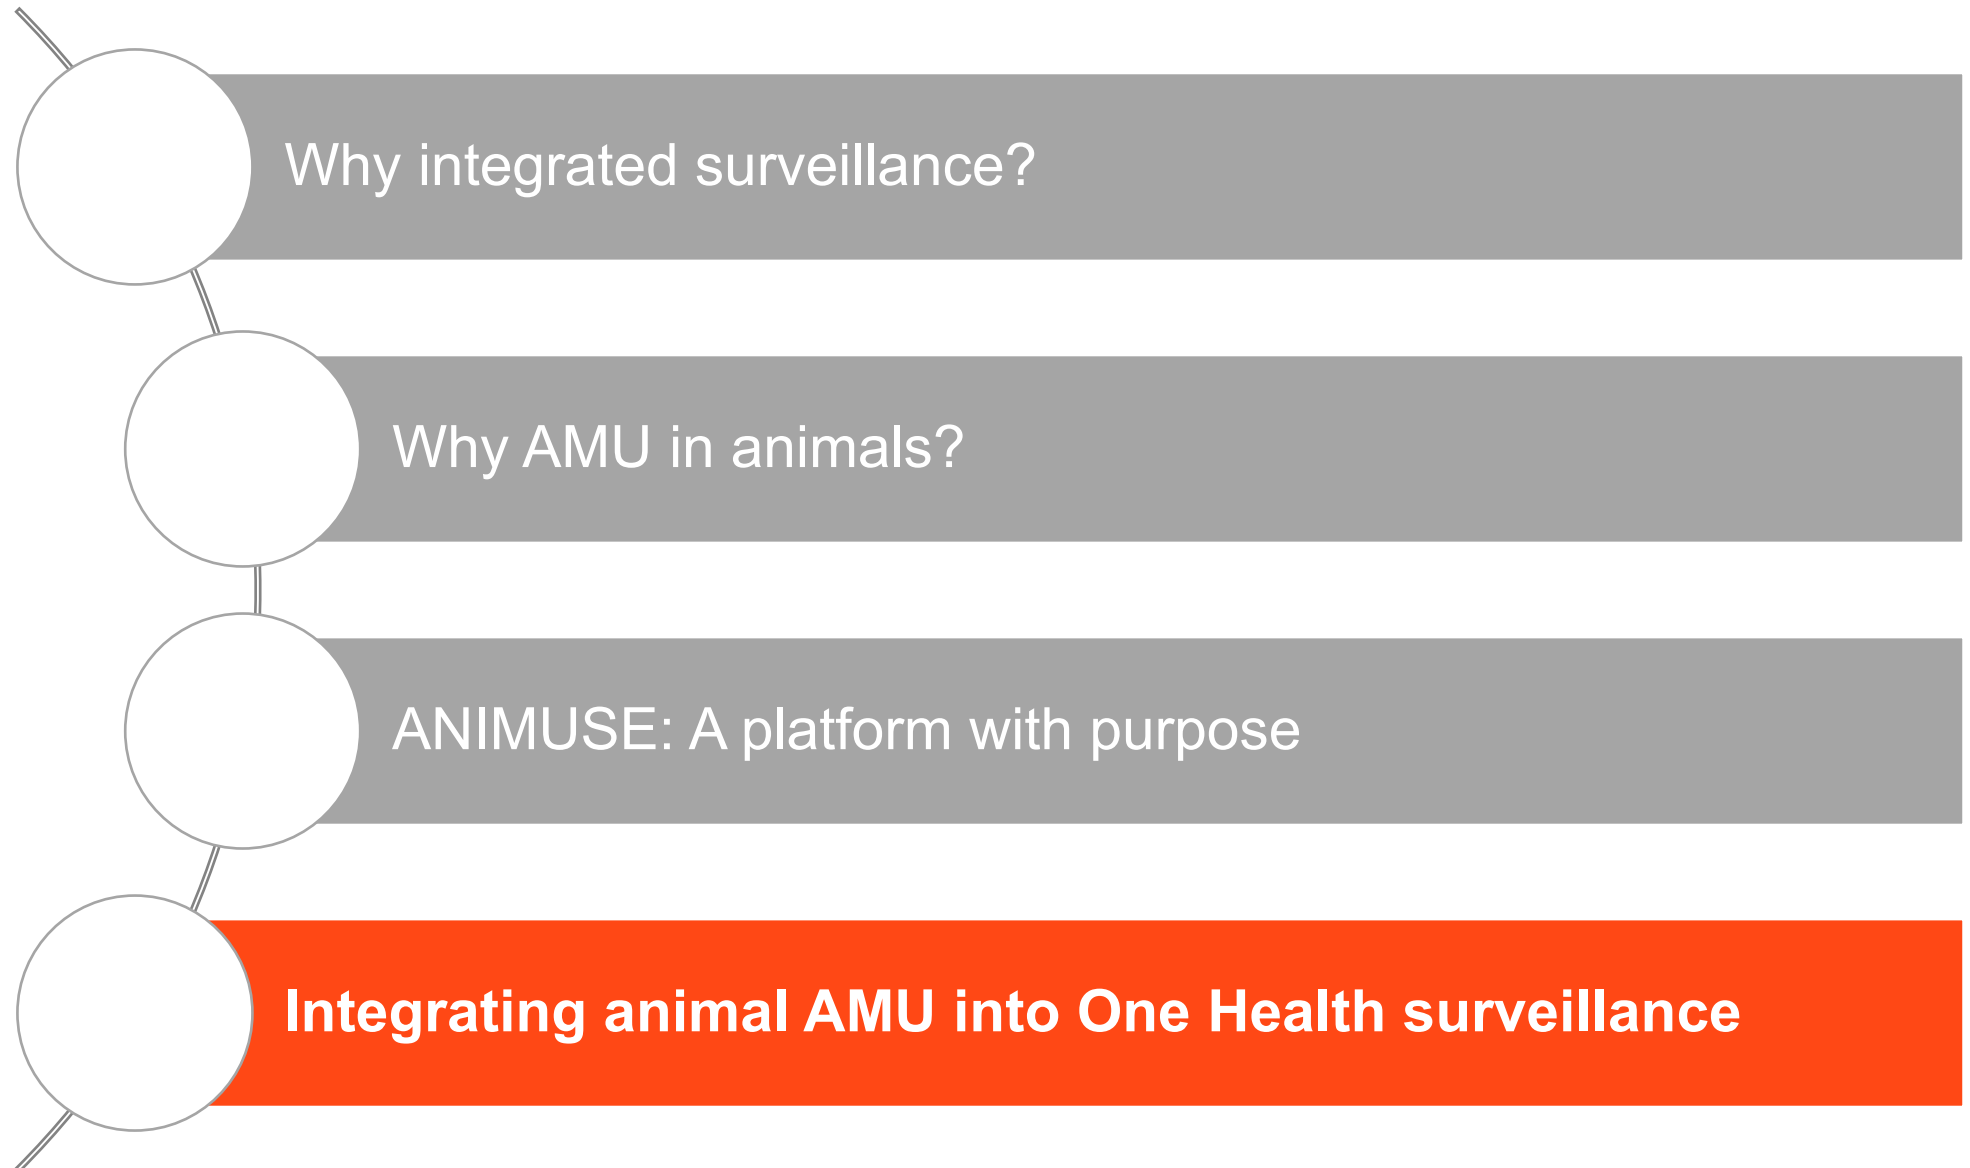 Why integrated surveillance?
Why AMU in animals?
ANIMUSE: A platform with purpose
Integrating animal AMU into One Health surveillance